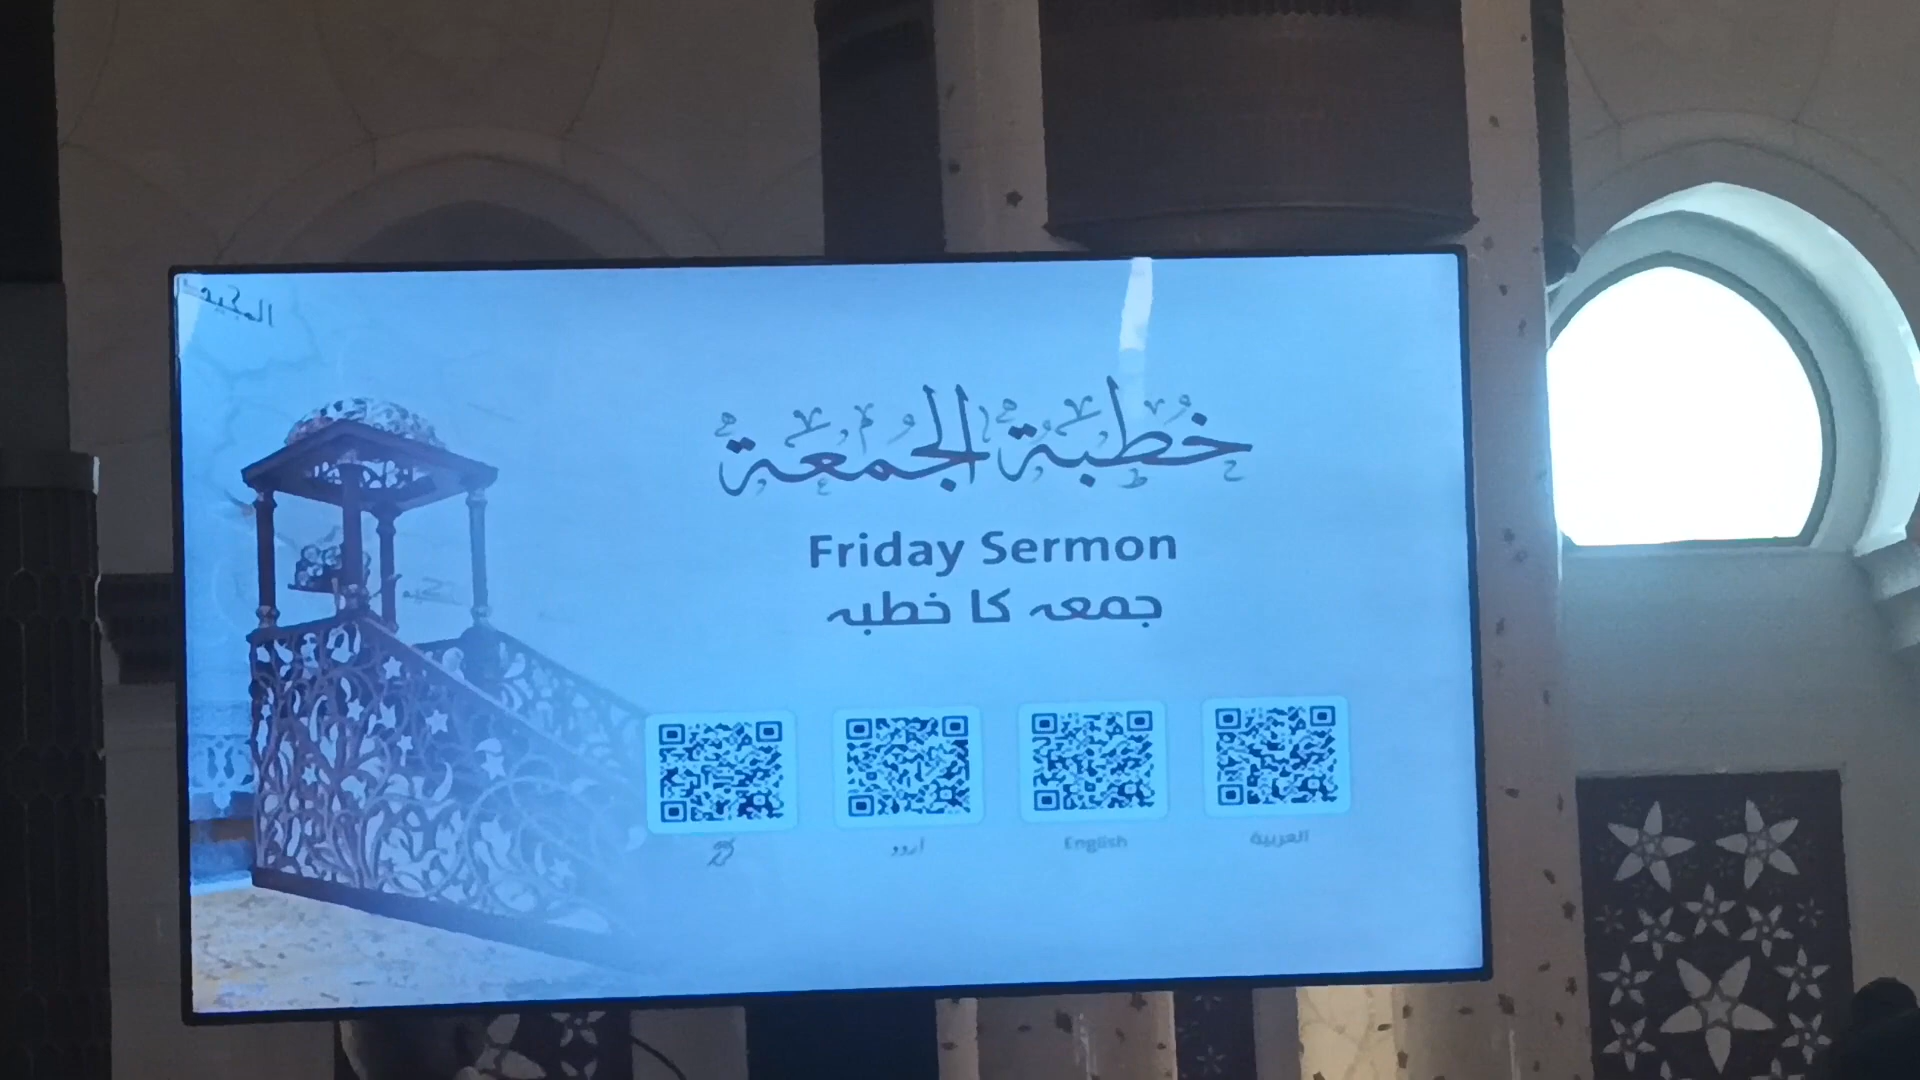 خطبة الجمعة
Friday Sermon
جمعہ کا خطبہ
العربية
English
اردو